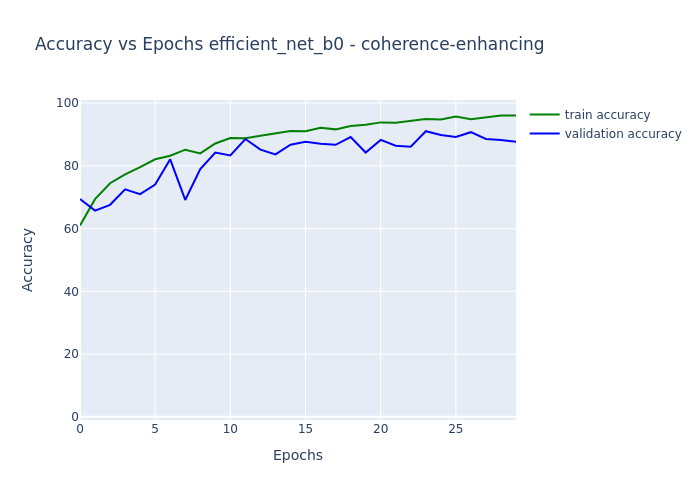 Accuracy vs Epochs efficient_net_b0 - coherence-enhancing
train accuracy
validation accuracy
100
80
60
40
20
0
Accuracy
0 5 10 15 20 25
Epochs